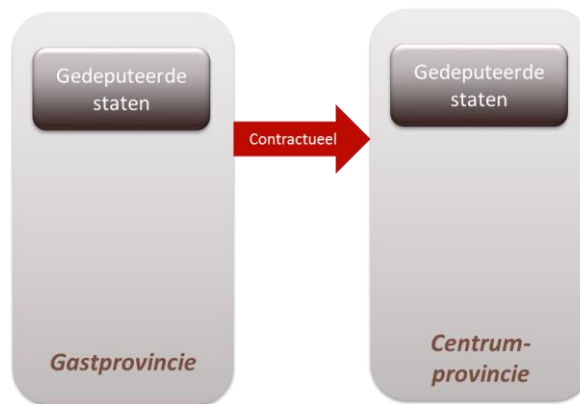 Gedeputeerde
staten
Contractueel
Gedeputeerde
staten
Gastprovincie
Centrum-
provincie